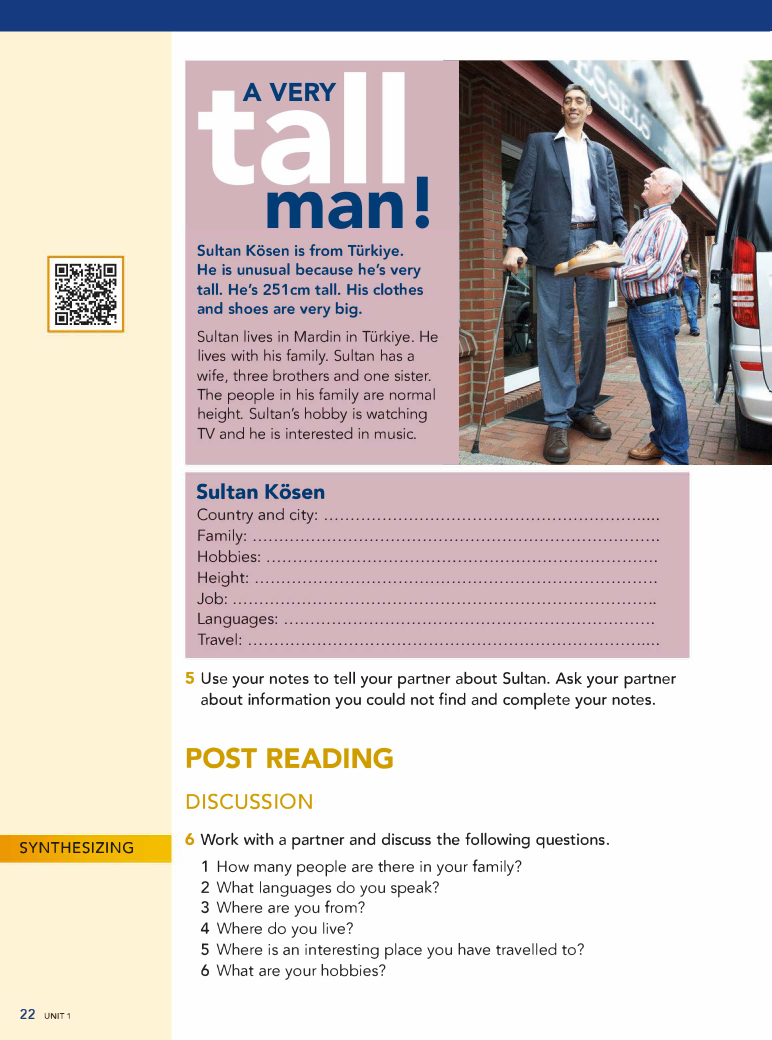 A VERY
tall
man!
Sultan Kösen is from Türkiye.
He is unusual because he's very
tall. He's 251cm tall. His clothes
and shoes are very big.
Sultan lives in Mardin in Türkiye. He
lives with his family. Sultan has a
wife, three brothers and one sister.
The people in his family are normal
height. Sultan's hobby is watching
TV and he is interested in music.
Sultan Kösen
Country and city: ……………………………………………………......
Family: ………………………………………………………………….
Hobbies: ……………………………………………………………….
Height: ………………………………………………………………….
Job: ……………………………………………………………………..
Languages: ……………………………………………………………
Travel: ………………………………………………………………......
5 Use your notes to tell your partner about Sultan. Ask your partner
about information you could not find and complete your notes.
POST READING
DISCUSSION
SYNTHESIZING
6 Work with a partner and discuss the following questions.
1 How many people are there in your family?
2 What languages do you speak?
3 Where are you from?
4 Where do you live?
5 Where is an interesting place you have travelled to?
6 What are your hobbies?
22 UNIT 1